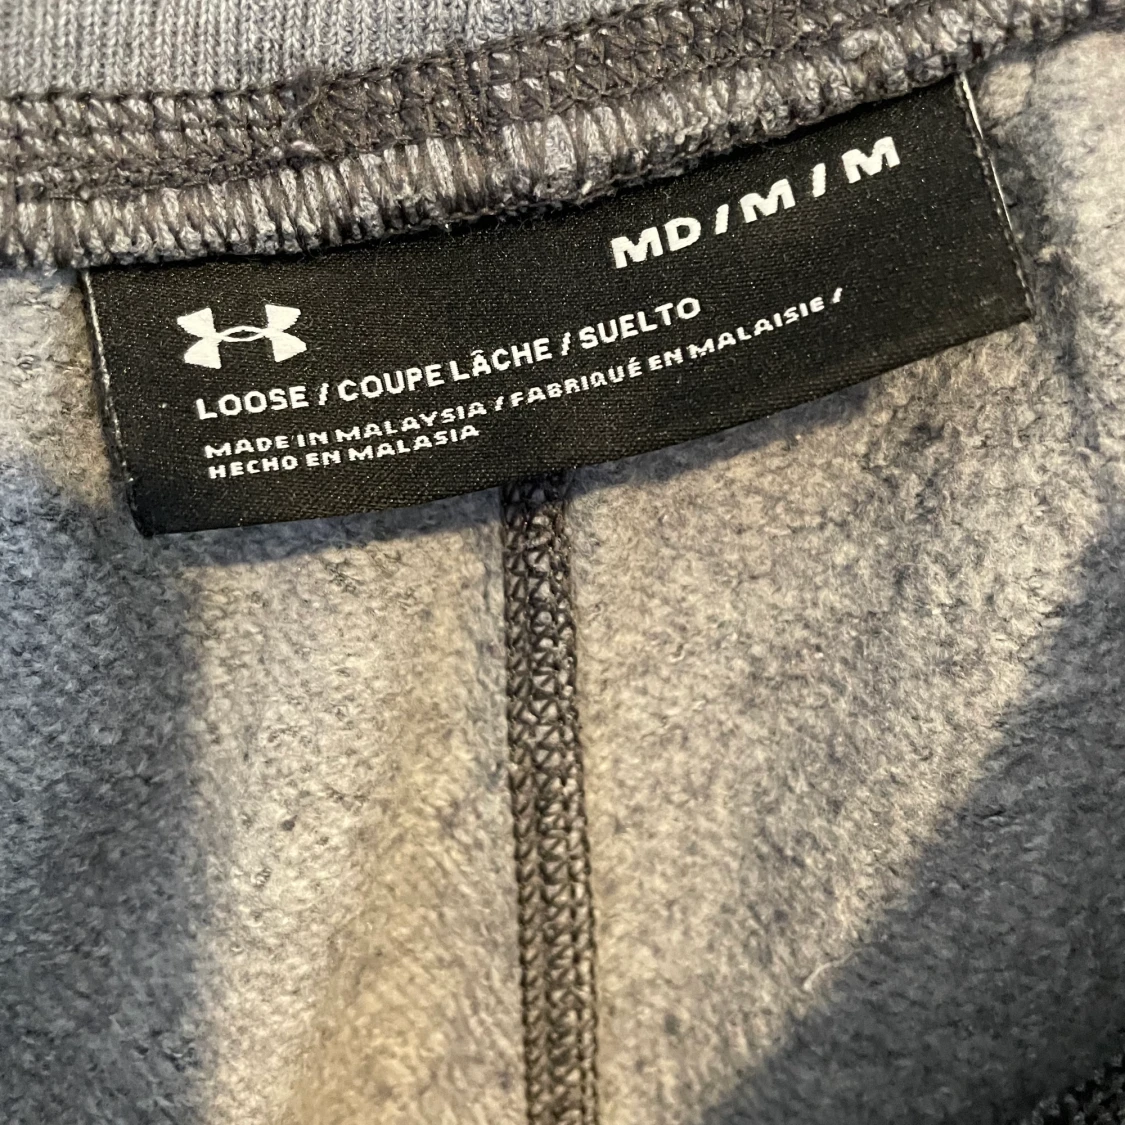 MD / M / M
LOOSE / COUPE LÂCHE / SUELTO
MADE IN MALAYSIA / FABRIQUÉ EN MALAISIE /
HECHO EN MALASIA